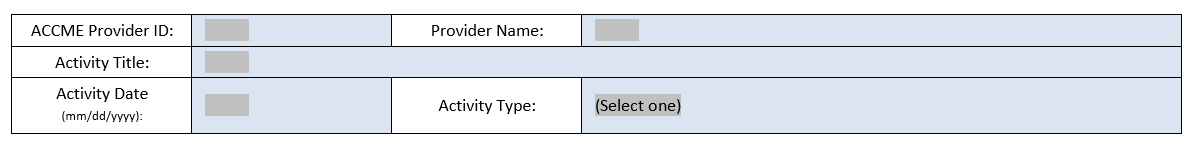 ACCME Provider ID: Provider Name:
Activity Title:
Activity Date
(mm/dd/yyyy):
Activity Type: (Select one)